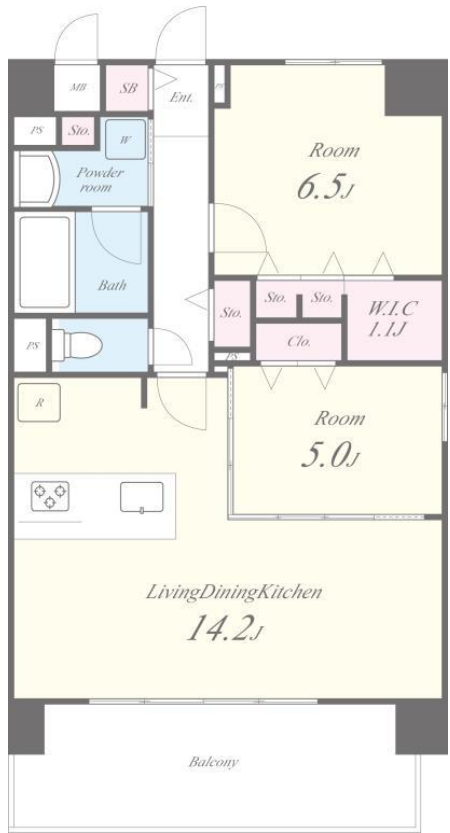 MB
SB
Ent.
PS
PS
Sto.
W
Powder
room
Room
6.5J
Bath
Sto.
Sto.
Sto.
W.I.C
1.1J
PS
Clo.
PS
R
Room
5.0J
LivingDiningKitchen
14.2J
Balcony